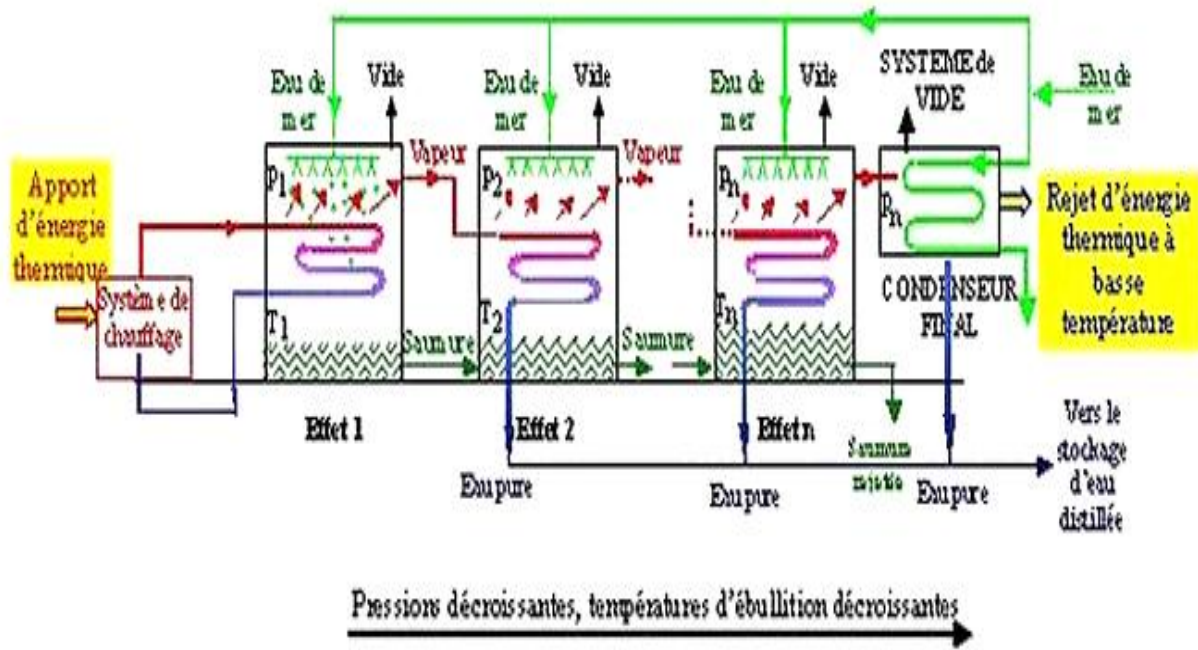 Eau de
mer
Vide
Eau de
mer
Vide
Eau de
mer
Vide
SYSTEME de
VIDE
Eau de
mer
Apport
d'énergie
thermique
Système de
chauffage
P1
T1
Vapeur
P2
T2
Vapeur
Pn
Tn
Pn
CONDENSEUR
FINAL
Rejet d'énergie
thermique à
basse
température
Saumure
Saumure
Effet 1
Effet 2
Effet n
Saumure
Eau pure
Eau pure
Eau pure
Vers le
stockage
d'eau
distillée
Pressions décroissantes, températures d'ébullition décroissantes